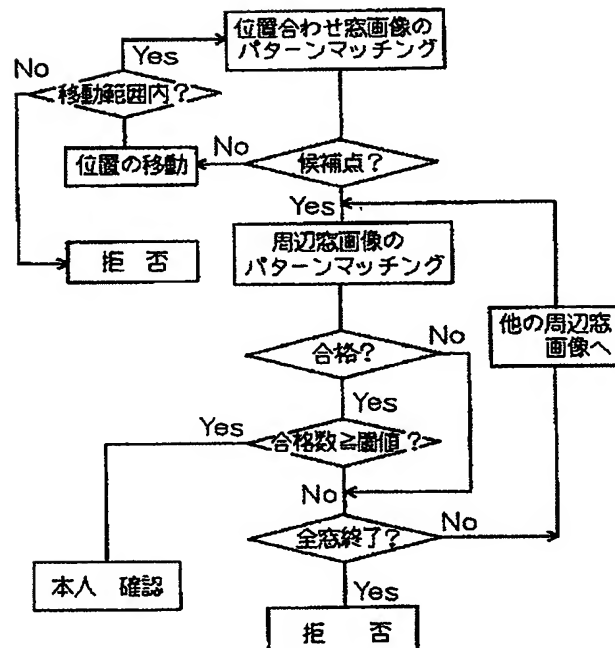 位置合わせ窓画像の
パターンマッチング
Yes
No
移動範囲内?
No
位置の移動
候補点?
Yes
周辺窓画像の
パターンマッチング
拒 否
他の周辺窓
画像へ
No
合格?
Yes
Yes
合格数≧閾値?
No
No
全窓終了?
本人 確認
Yes
拒 否